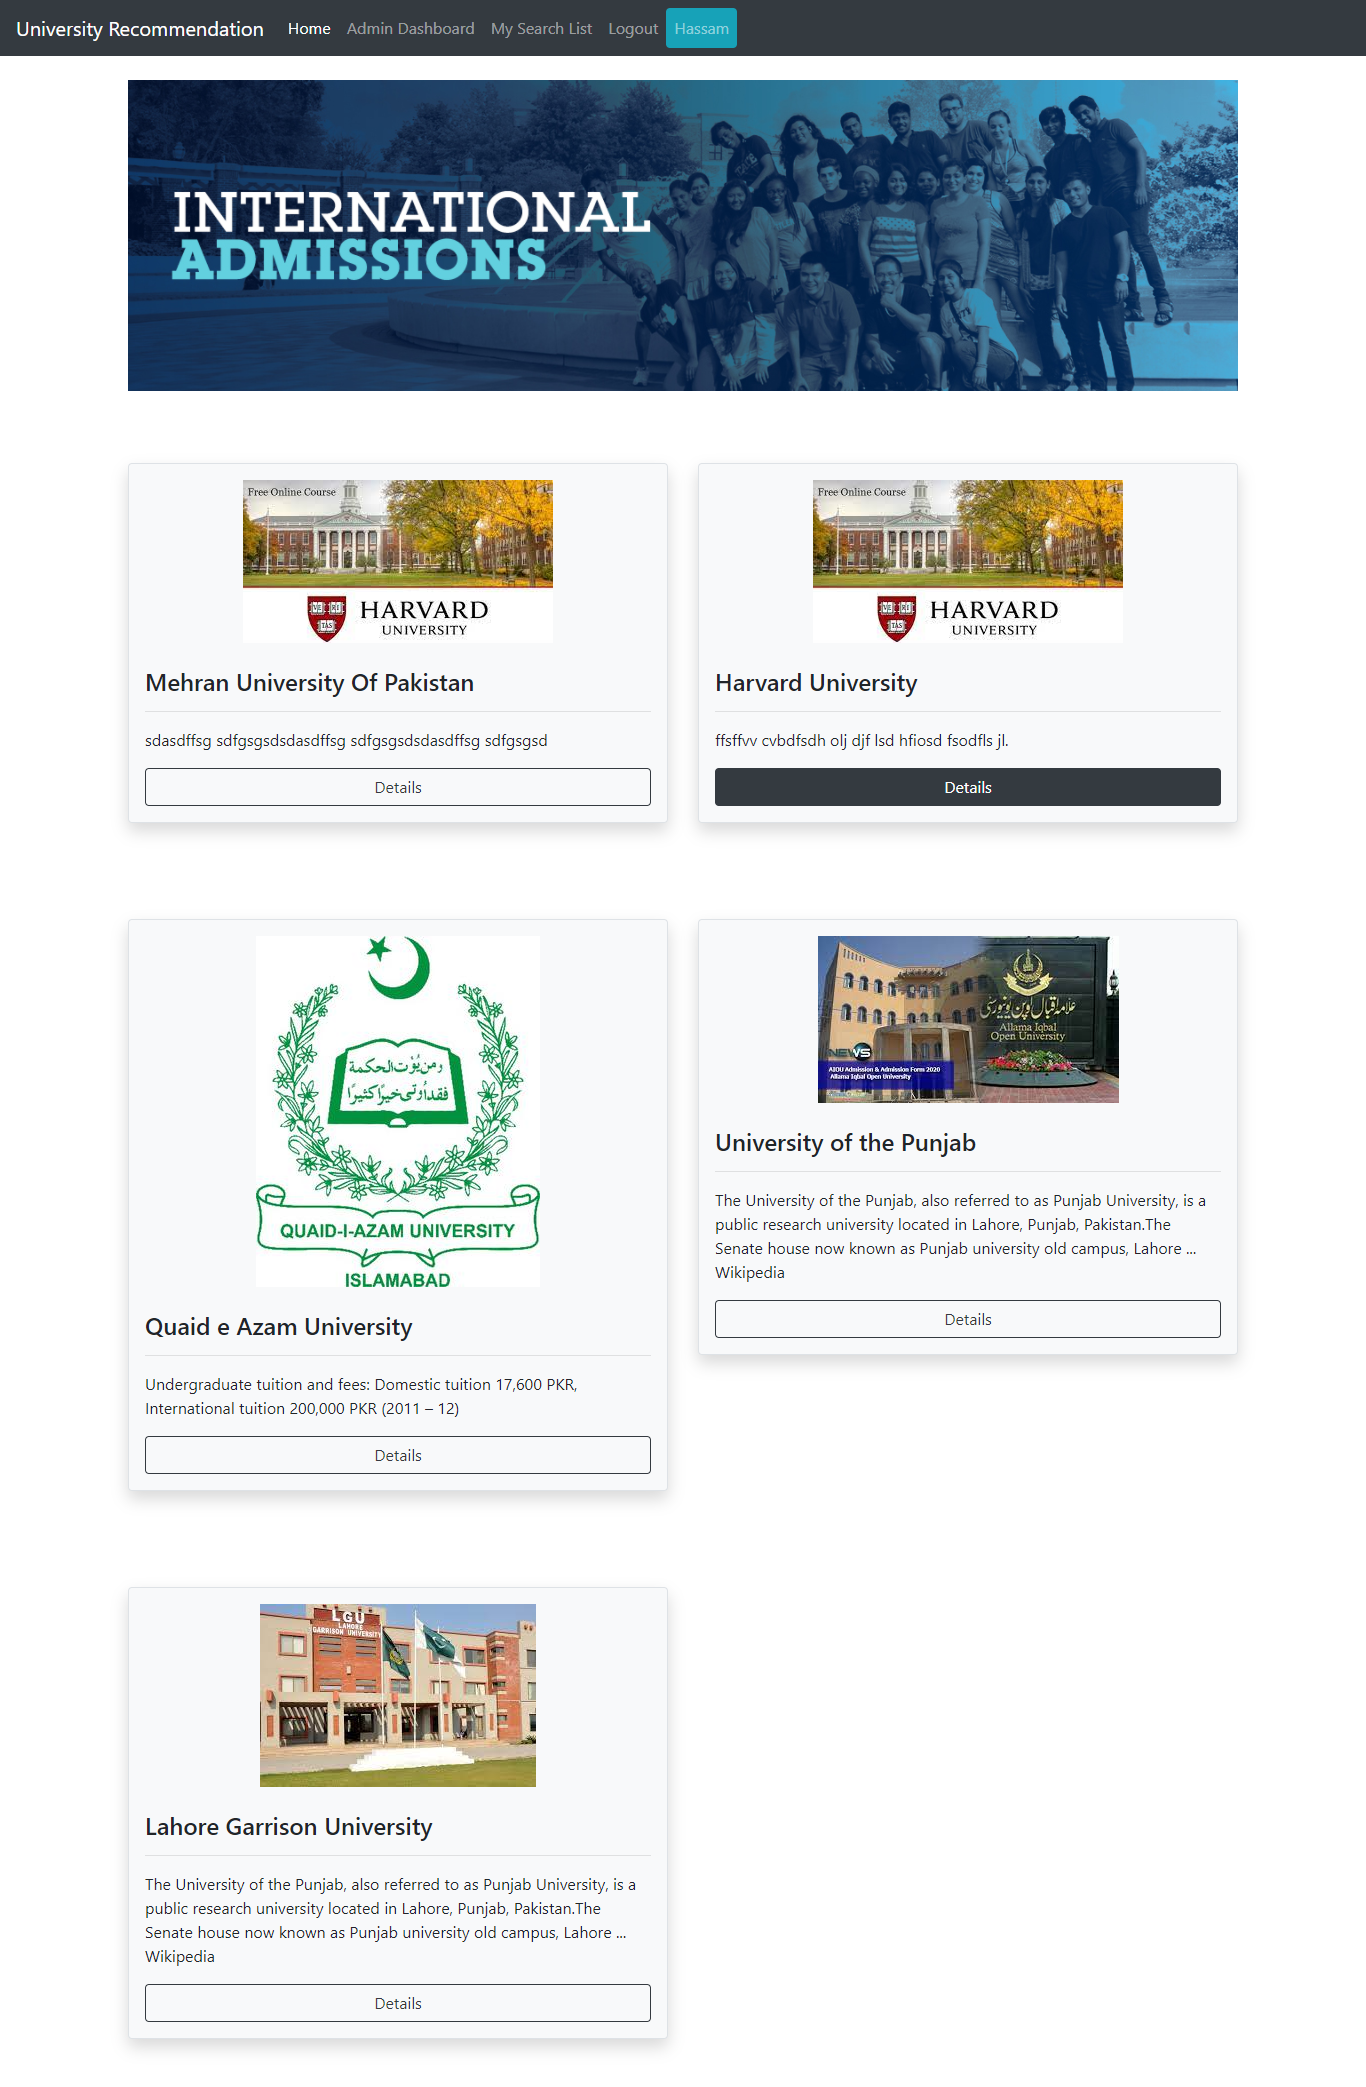 University Recommendation Home Admin Dashboard My Search List Logout Hassam
INTERNATIONAL
ADMISSIONS
Free Online Course
VE RI
TAS
HARVARD
UNIVERSITY
Mehran University Of Pakistan
sdasdffsg sdfgsgsdsdasdffsg sdfgsgsdsdasdffsg sdfgsgsd
Details
Free Online Course
VE RI
TAS
HARVARD
UNIVERSITY
Harvard University
ffsffvv cvbdfsdh olj djf lsd hfiosd fsodfls jl.
Details
ومن يُؤْت الحكمة
فقد أوتي خيرًا كثيرًا
QUAID-I-AZAM UNIVERSITY
ISLAMABAD
Quaid e Azam University
Undergraduate tuition and fees: Domestic tuition 17,600 PKR,
International tuition 200,000 PKR (2011 – 12)
Details
علامہ اقبال اوپن یونیورسٹی
Allama Iqbal
Open University
NEWS
AIOU Admission & Admission Form 2020
Allama Iqbal Open University
University of the Punjab
The University of the Punjab, also referred to as Punjab University, is a
public research university located in Lahore, Punjab, Pakistan.The
Senate house now known as Punjab university old campus, Lahore ...
Wikipedia
Details
LGU
LAHORE
GARRISON UNIVERSITY
Lahore Garrison University
The University of the Punjab, also referred to as Punjab University, is a
public research university located in Lahore, Punjab, Pakistan.The
Senate house now known as Punjab university old campus, Lahore ...
Wikipedia
Details